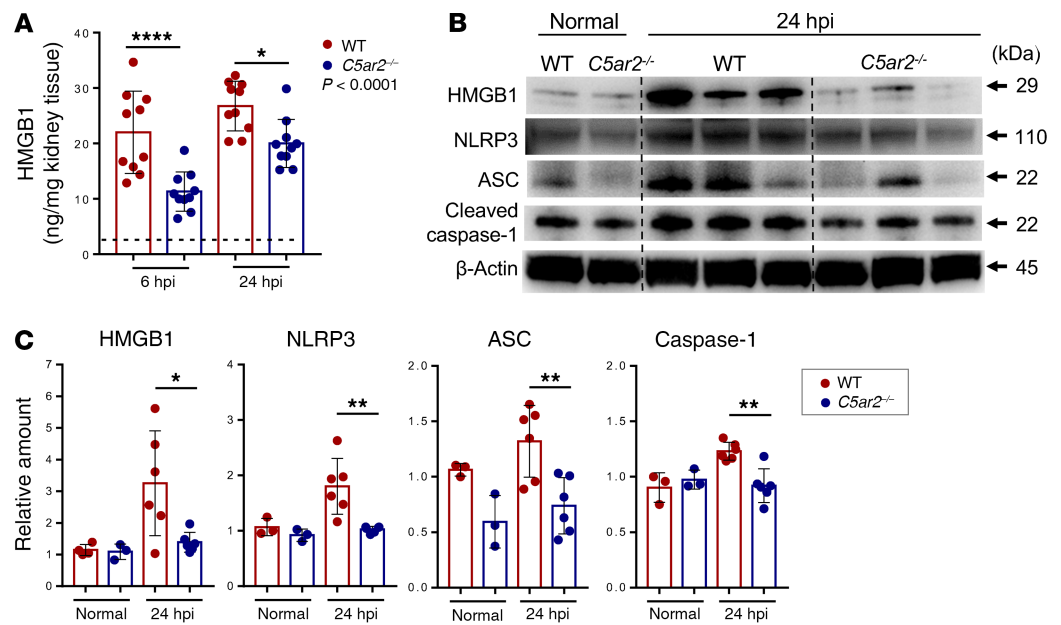 A
HMGB1
(ng/mg kidney tissue)
40
30
20
10
0
****
*
WT
C5ar2–/–
P < 0.0001
6 hpi
24 hpi
B
Normal
24 hpi
(kDa)
WT
C5ar2-/-
WT
C5ar2-/-
HMGB1
29
NLRP3
110
ASC
22
Cleaved
caspase-1
22
β-Actin
45
C
Relative amount
HMGB1
7
6
5
4
3
2
1
0
*
Normal
24 hpi
NLRP3
4
3
2
1
0
**
Normal
24 hpi
ASC
2.0
1.5
1.0
0.5
0.0
**
Normal
24 hpi
Caspase-1
2.0
1.5
1.0
0.5
0.0
**
Normal
24 hpi
WT
C5ar2–/–